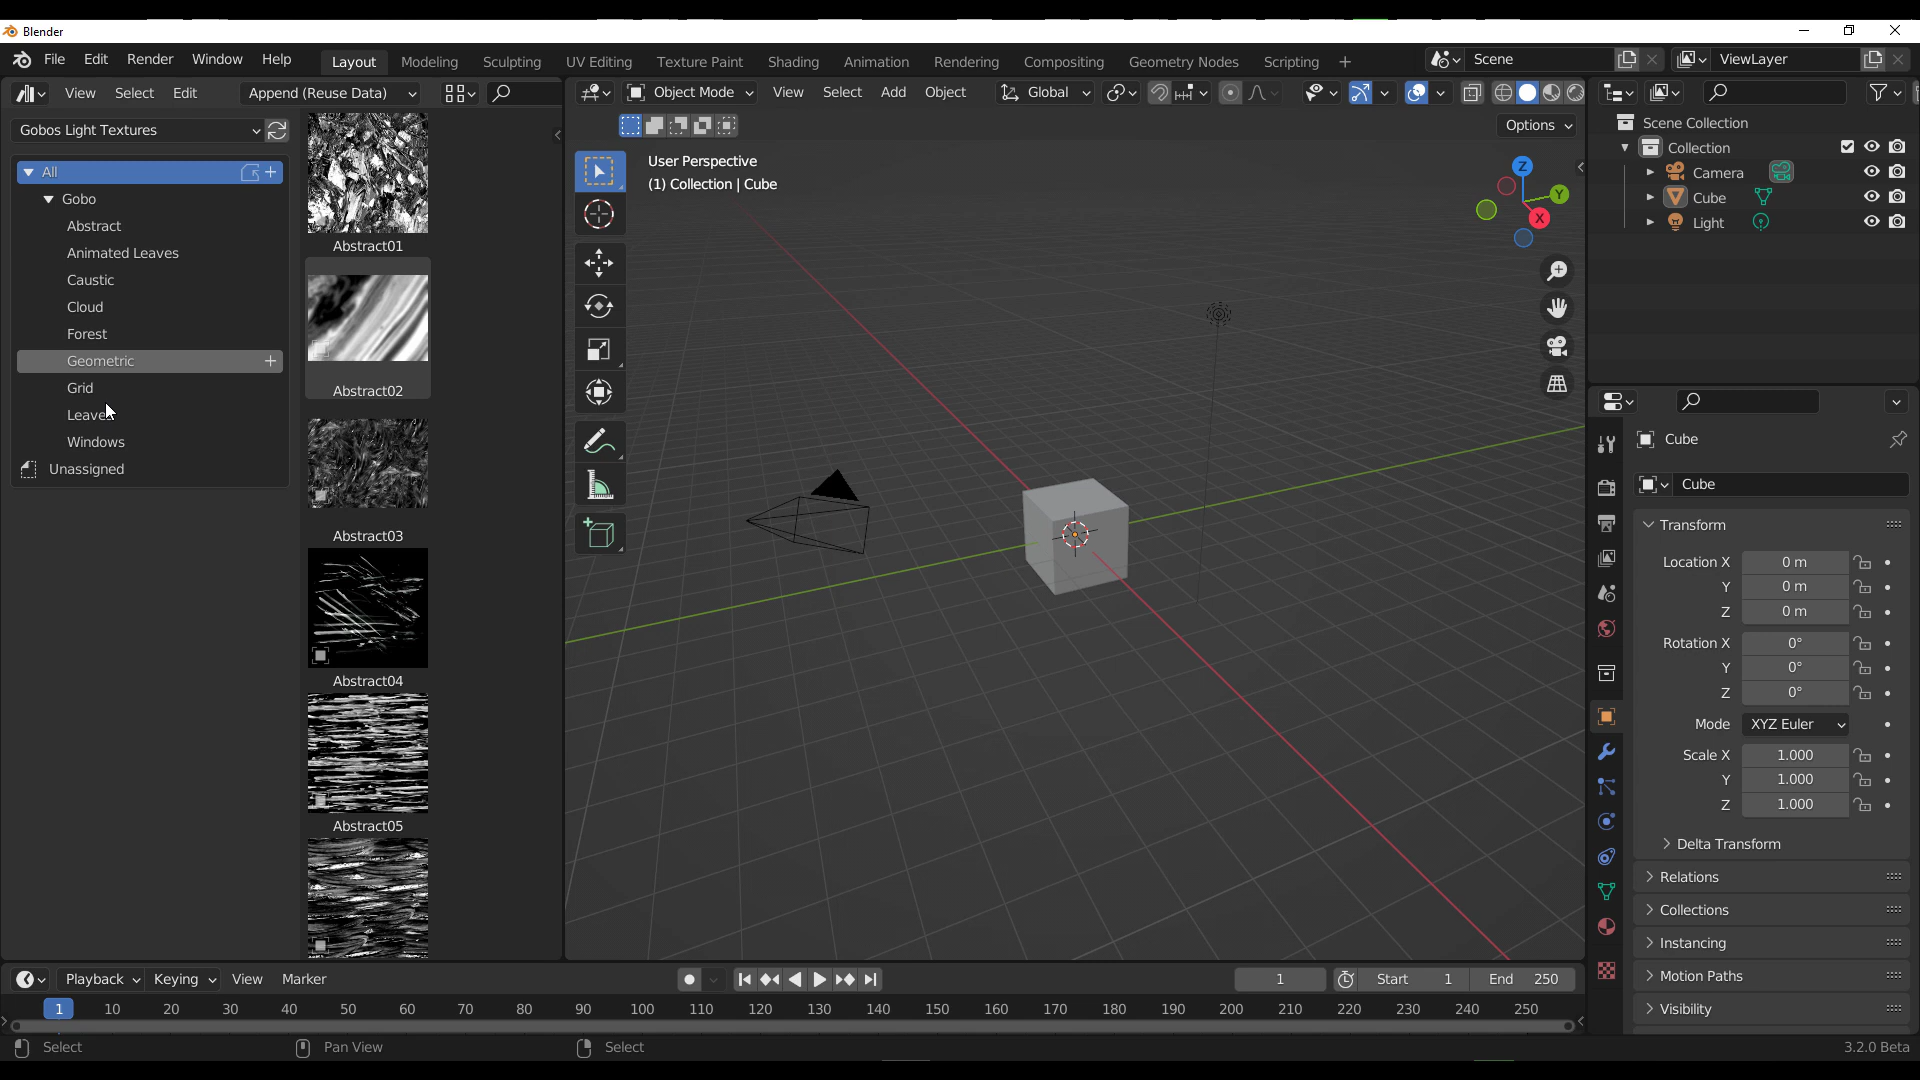 Blender
File Edit Render Window Help Layout Modeling Sculpting UV Editing Texture Paint Shading Animation Rendering Compositing Geometry Nodes Scripting + Scene ViewLayer
View Select Edit Append (Reuse Data)
Object Mode View Select Add Object Global
Options
Gobos Light Textures
All
Gobo
Abstract
Animated Leaves
Caustic
Cloud
Forest
Geometric
Grid
Leaves
Windows
Unassigned
Abstract01
Abstract02
Abstract03
Abstract04
Abstract05
User Perspective
(1) Collection | Cube
Z
Y
X
Scene Collection
Collection
Camera
Cube
Light
Cube
Cube
Transform
Location X 0 m
Y 0 m
Z 0 m
Rotation X 0°
Y 0°
Z 0°
Mode XYZ Euler
Scale X 1.000
Y 1.000
Z 1.000
Delta Transform
Relations
Collections
Instancing
Motion Paths
Visibility
Playback Keying View Marker 1 Start 1 End 250
1 10 20 30 40 50 60 70 80 90 100 110 120 130 140 150 160 170 180 190 200 210 220 230 240 250
Select Pan View Select 3.2.0 Beta